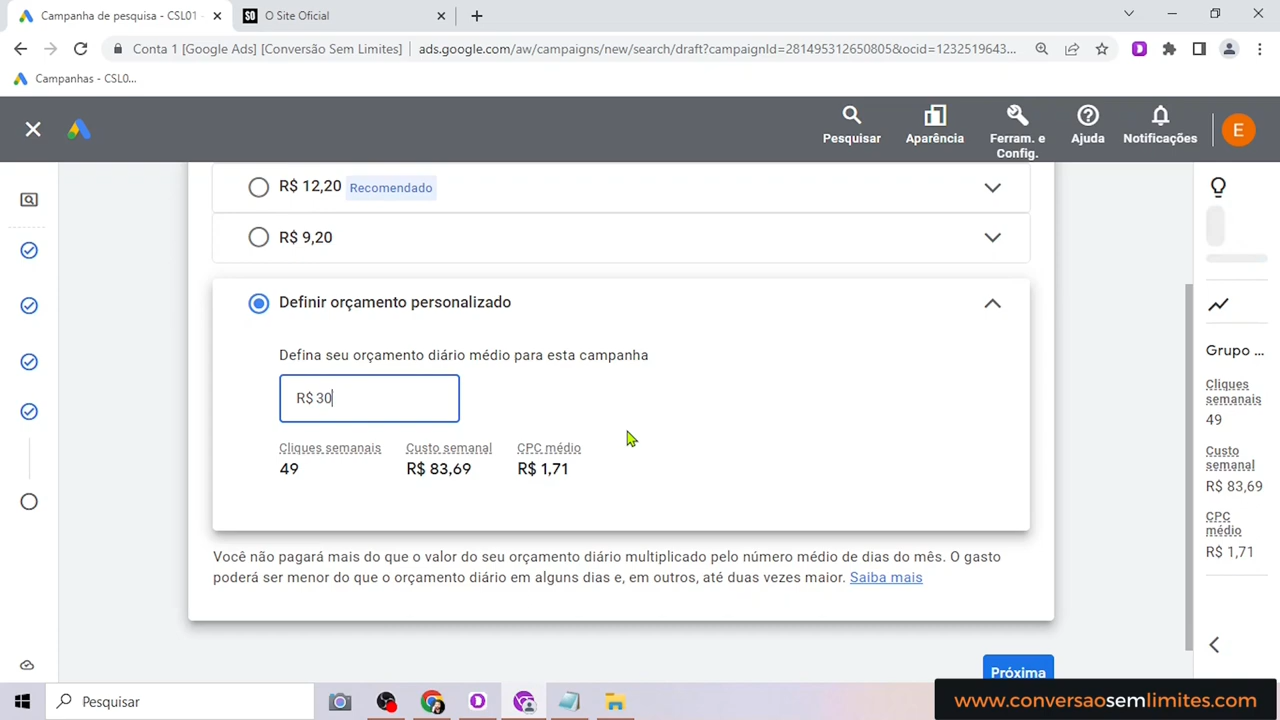 Campanha de pesquisa - CSL01 -
O Site Oficial
Conta 1 [Google Ads] [Conversão Sem Limites]
ads.google.com/aw/campaigns/new/search/draft?campaignId=281495312650805&ocid=1232519643...
Campanhas - CSL0...
Pesquisar
Aparência
Ferram. e
Config.
Ajuda
Notificações
E
R$ 12,20 Recomendado
R$ 9,20
Definir orçamento personalizado
Defina seu orçamento diário médio para esta campanha
R$ 30
Cliques semanais
49
Custo semanal
R$ 83,69
CPC médio
R$ 1,71
Você não pagará mais do que o valor do seu orçamento diário multiplicado pelo número médio de dias do mês. O gasto
poderá ser menor do que o orçamento diário em alguns dias e, em outros, até duas vezes maior. Saiba mais
Próxima
Grupo ...
Cliques
semanais
49
Custo
semanal
R$ 83,69
CPC
médio
R$ 1,71
Pesquisar
www.conversaosemlimites.com